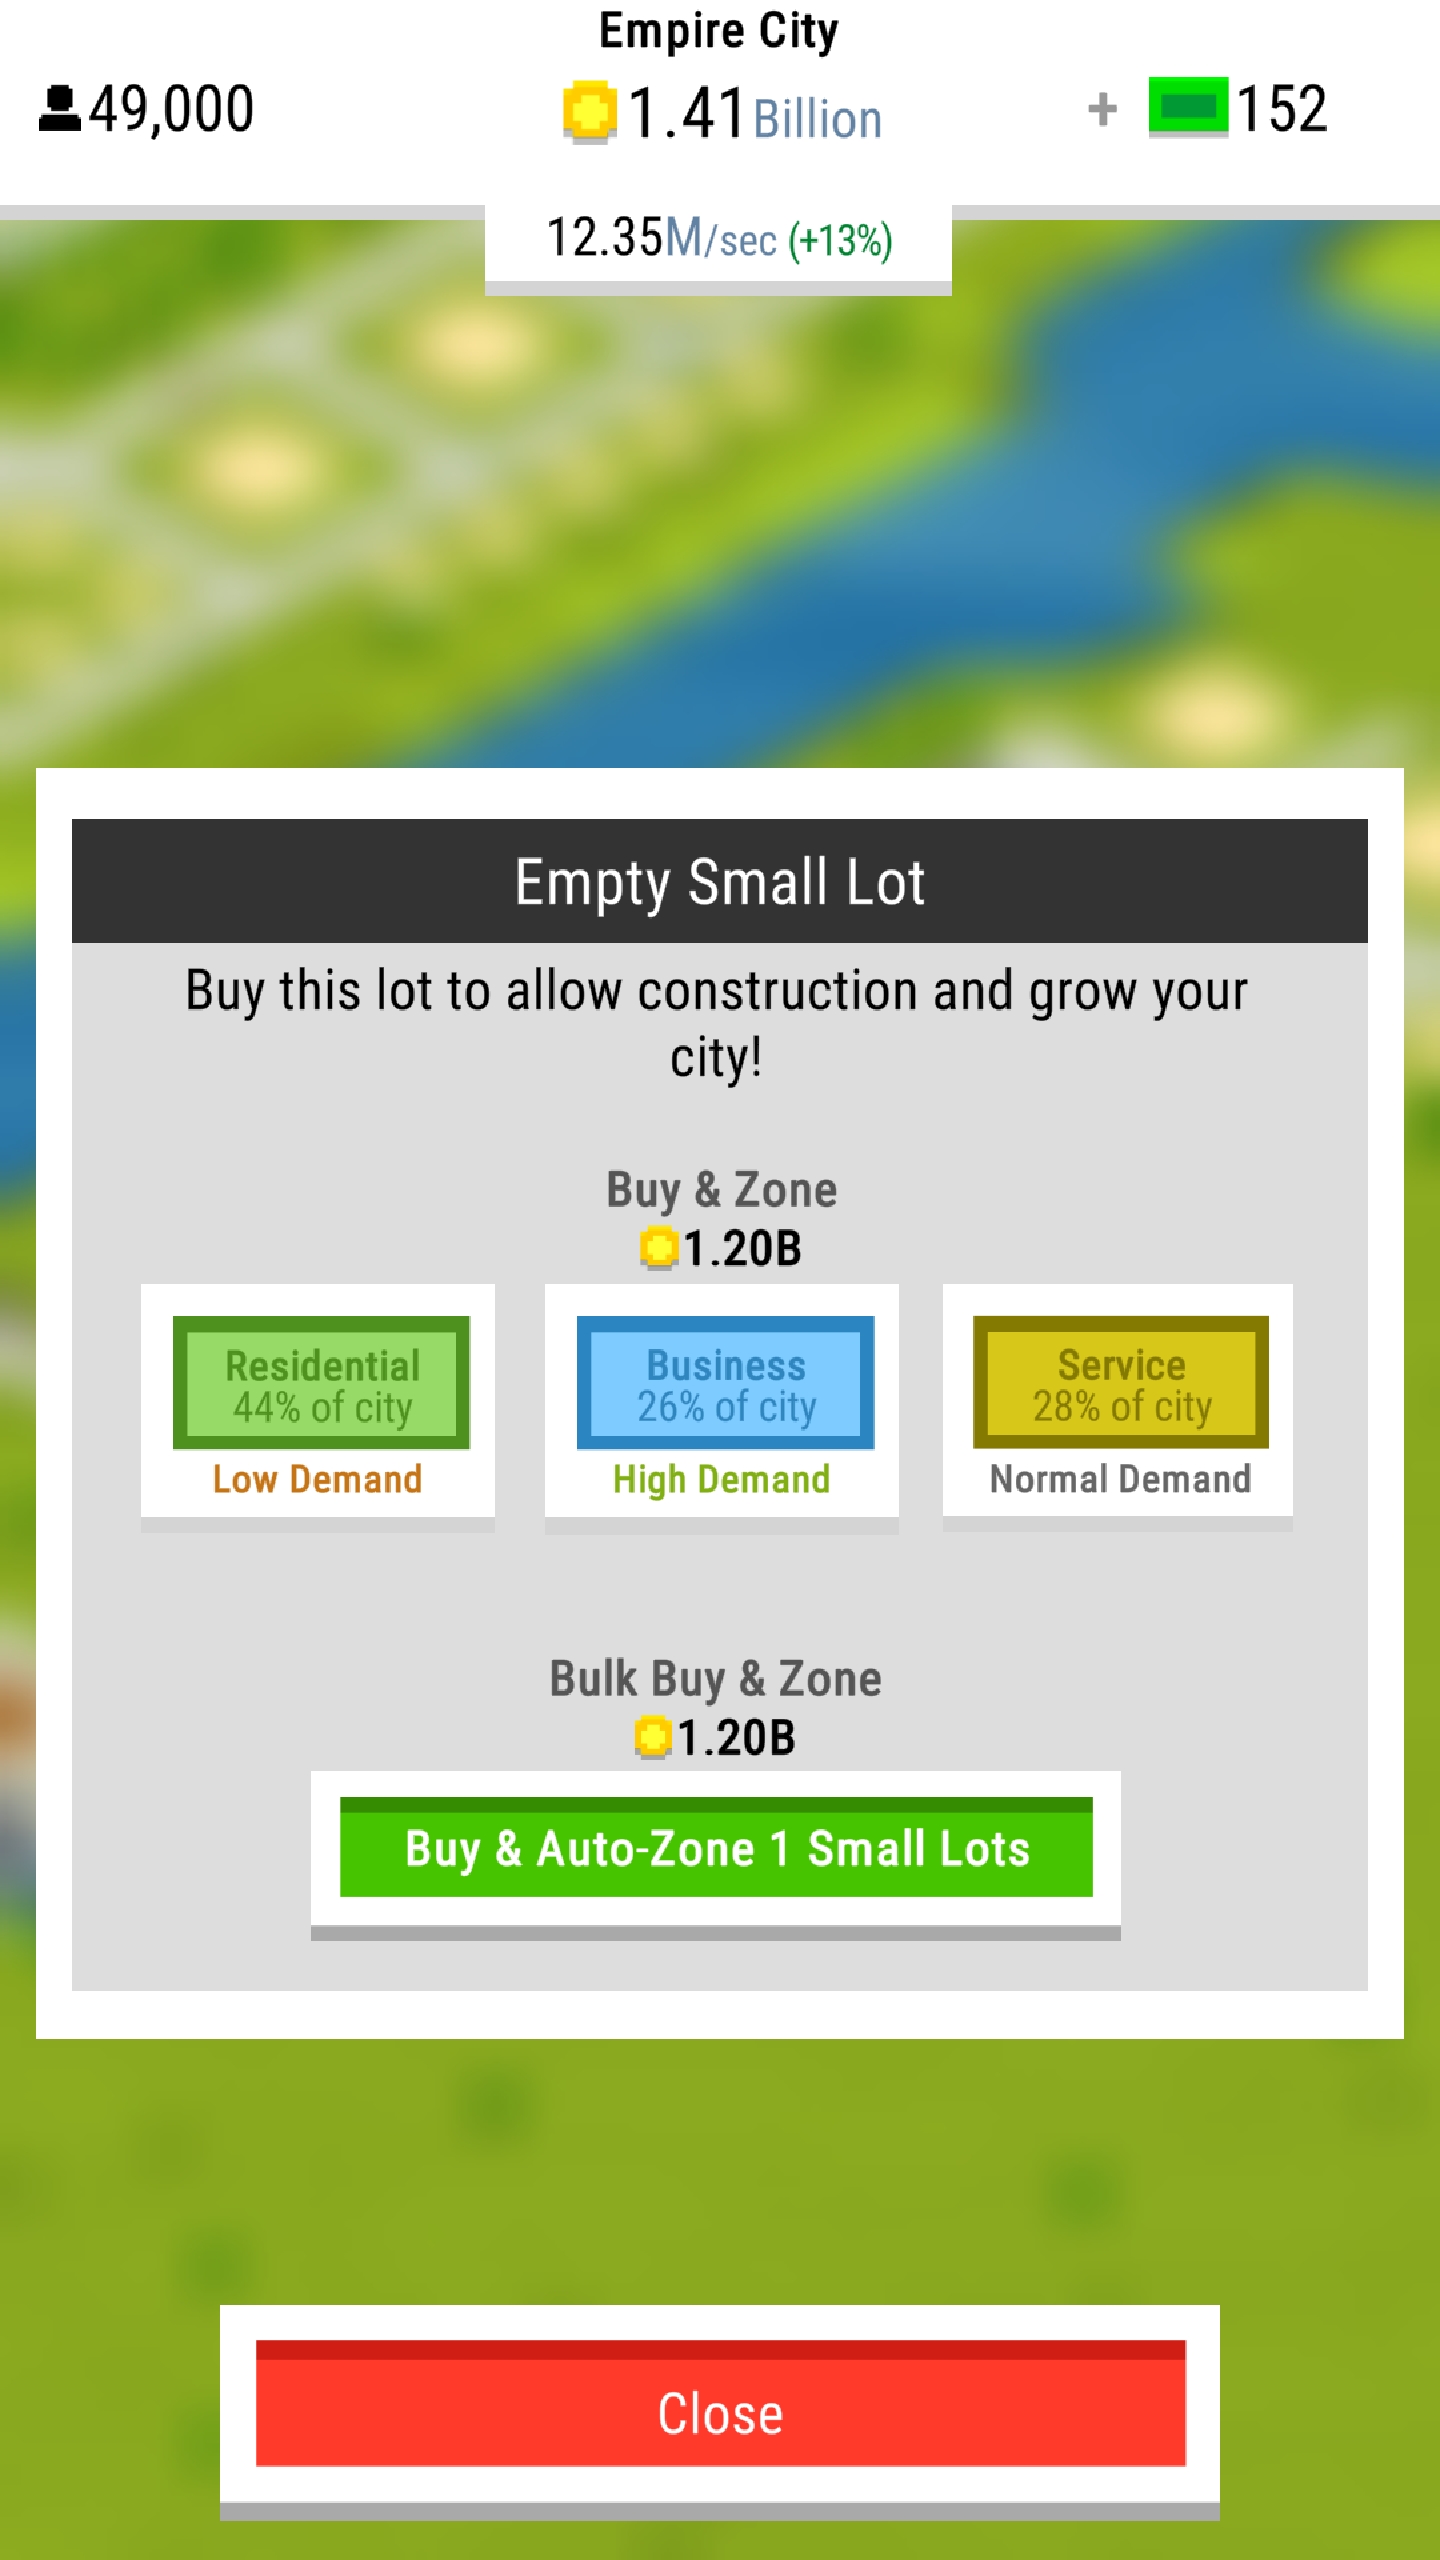 Empire City
49,000
1.41 Billion
+ 152
12.35M/sec (+13%)
Empty Small Lot
Buy this lot to allow construction and grow your
city!
Buy & Zone
1.20B
Residential
44% of city
Low Demand
Business
26% of city
High Demand
Service
28% of city
Normal Demand
Bulk Buy & Zone
1.20B
Buy & Auto-Zone 1 Small Lots
Close